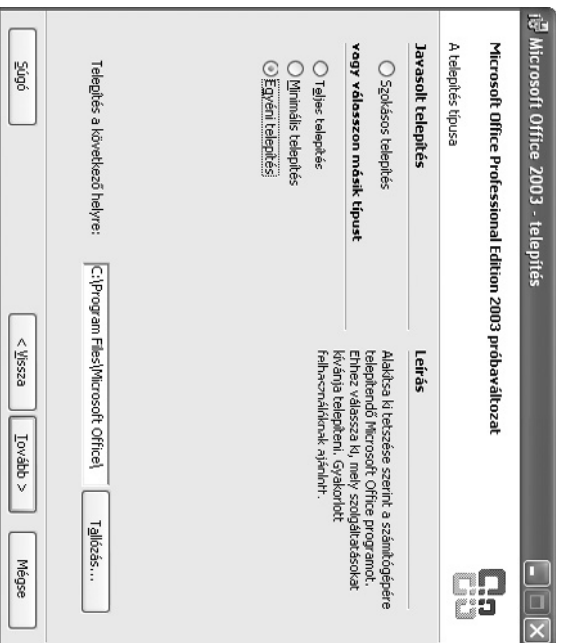 Microsoft Office 2003 - telepítés
Microsoft Office Professional Edition 2003 próbaváltozat
A telepítés típusa
Javasolt telepítés
Szokásos telepítés
vagy válasszon másik típust
Teljes telepítés
Minimális telepítés
Egyéni telepítés
Leírás
Alakítsa ki tetszése szerint a számítógépére
telepítendő Microsoft Office programot.
Ehhez válassza ki, mely szolgáltatásokat
kívánja telepíteni. Gyakorlott
felhasználóknak ajánlott.
Telepítés a következő helyre:
C:\Program Files\Microsoft Office\
Tallózás...
Súgó
< Vissza
Tovább >
Mégse